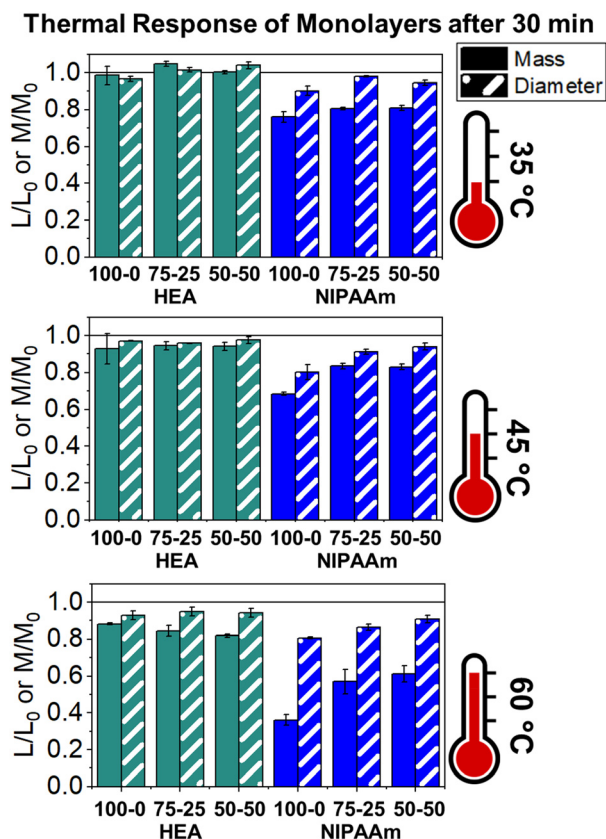 Thermal Response of Monolayers after 30 min
Mass
Diameter
L/L₀ or M/M₀
1.0
0.8
0.6
0.4
0.2
0.0
100-0 75-25 50-50 100-0 75-25 50-50
HEA NIPAAm
35 °C
L/L₀ or M/M₀
1.0
0.8
0.6
0.4
0.2
0.0
100-0 75-25 50-50 100-0 75-25 50-50
HEA NIPAAm
45 °C
L/L₀ or M/M₀
1.0
0.8
0.6
0.4
0.2
0.0
100-0 75-25 50-50 100-0 75-25 50-50
HEA NIPAAm
60 °C